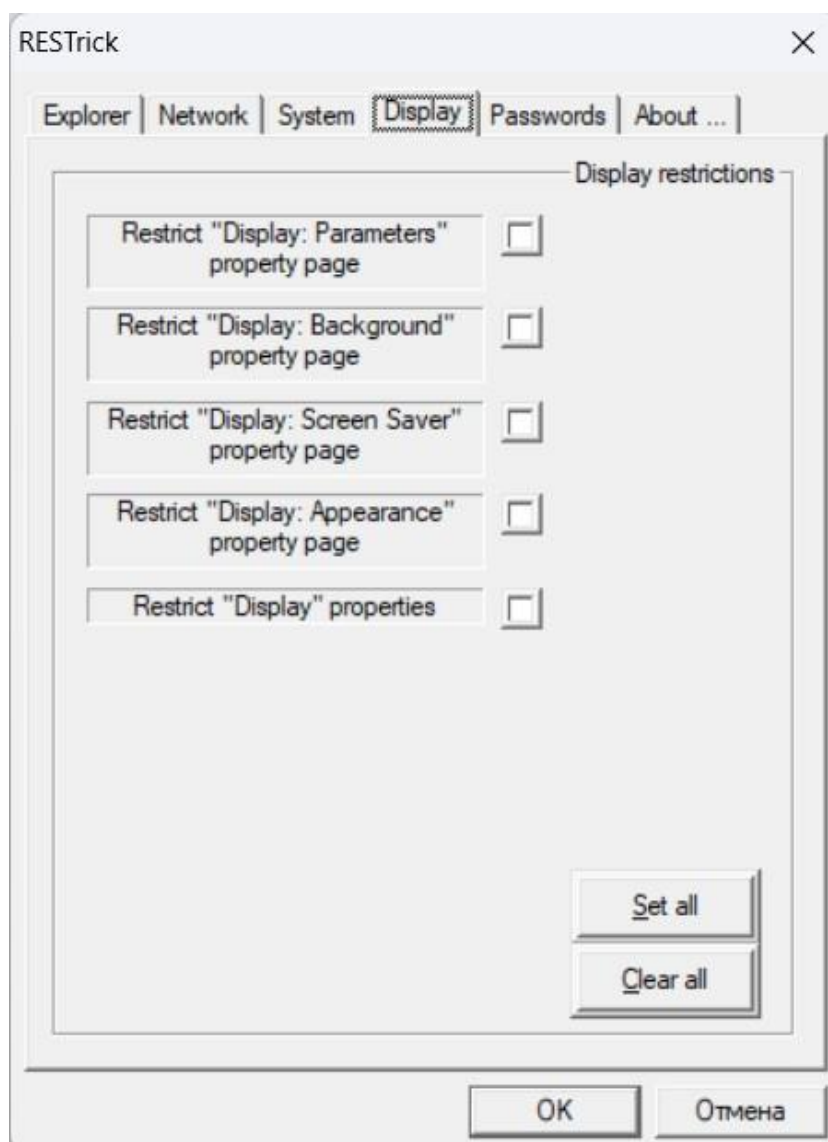 RESTrick
Explorer Network System Display Passwords About ...
Display restrictions
Restrict "Display: Parameters"
property page
Restrict "Display: Background"
property page
Restrict "Display: Screen Saver"
property page
Restrict "Display: Appearance"
property page
Restrict "Display" properties
Set all
Clear all
OK Отмена